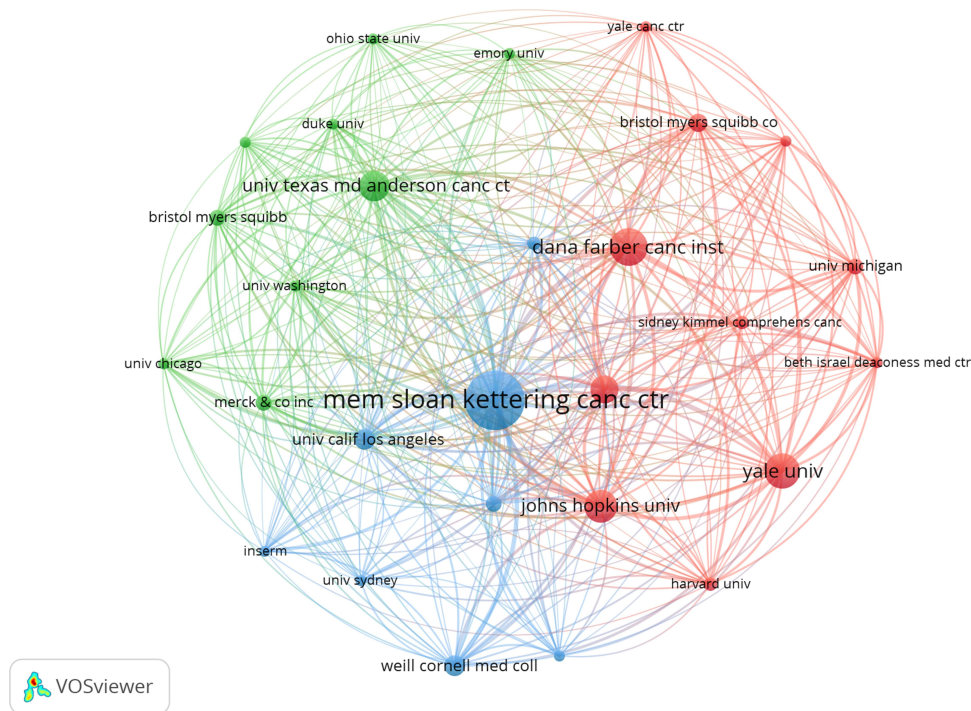 yale canc ctr
ohio state univ
emory univ
duke univ
bristol myers squibb co
univ texas md anderson canc ct
bristol myers squibb
dana farber canc inst
univ michigan
univ washington
sidney kimmel comprehens canc
univ chicago
beth israel deaconess med ctr
merck & co inc
mem sloan kettering canc ctr
univ calif los angeles
yale univ
johns hopkins univ
inserm
univ sydney
harvard univ
weill cornell med coll
VOSviewer